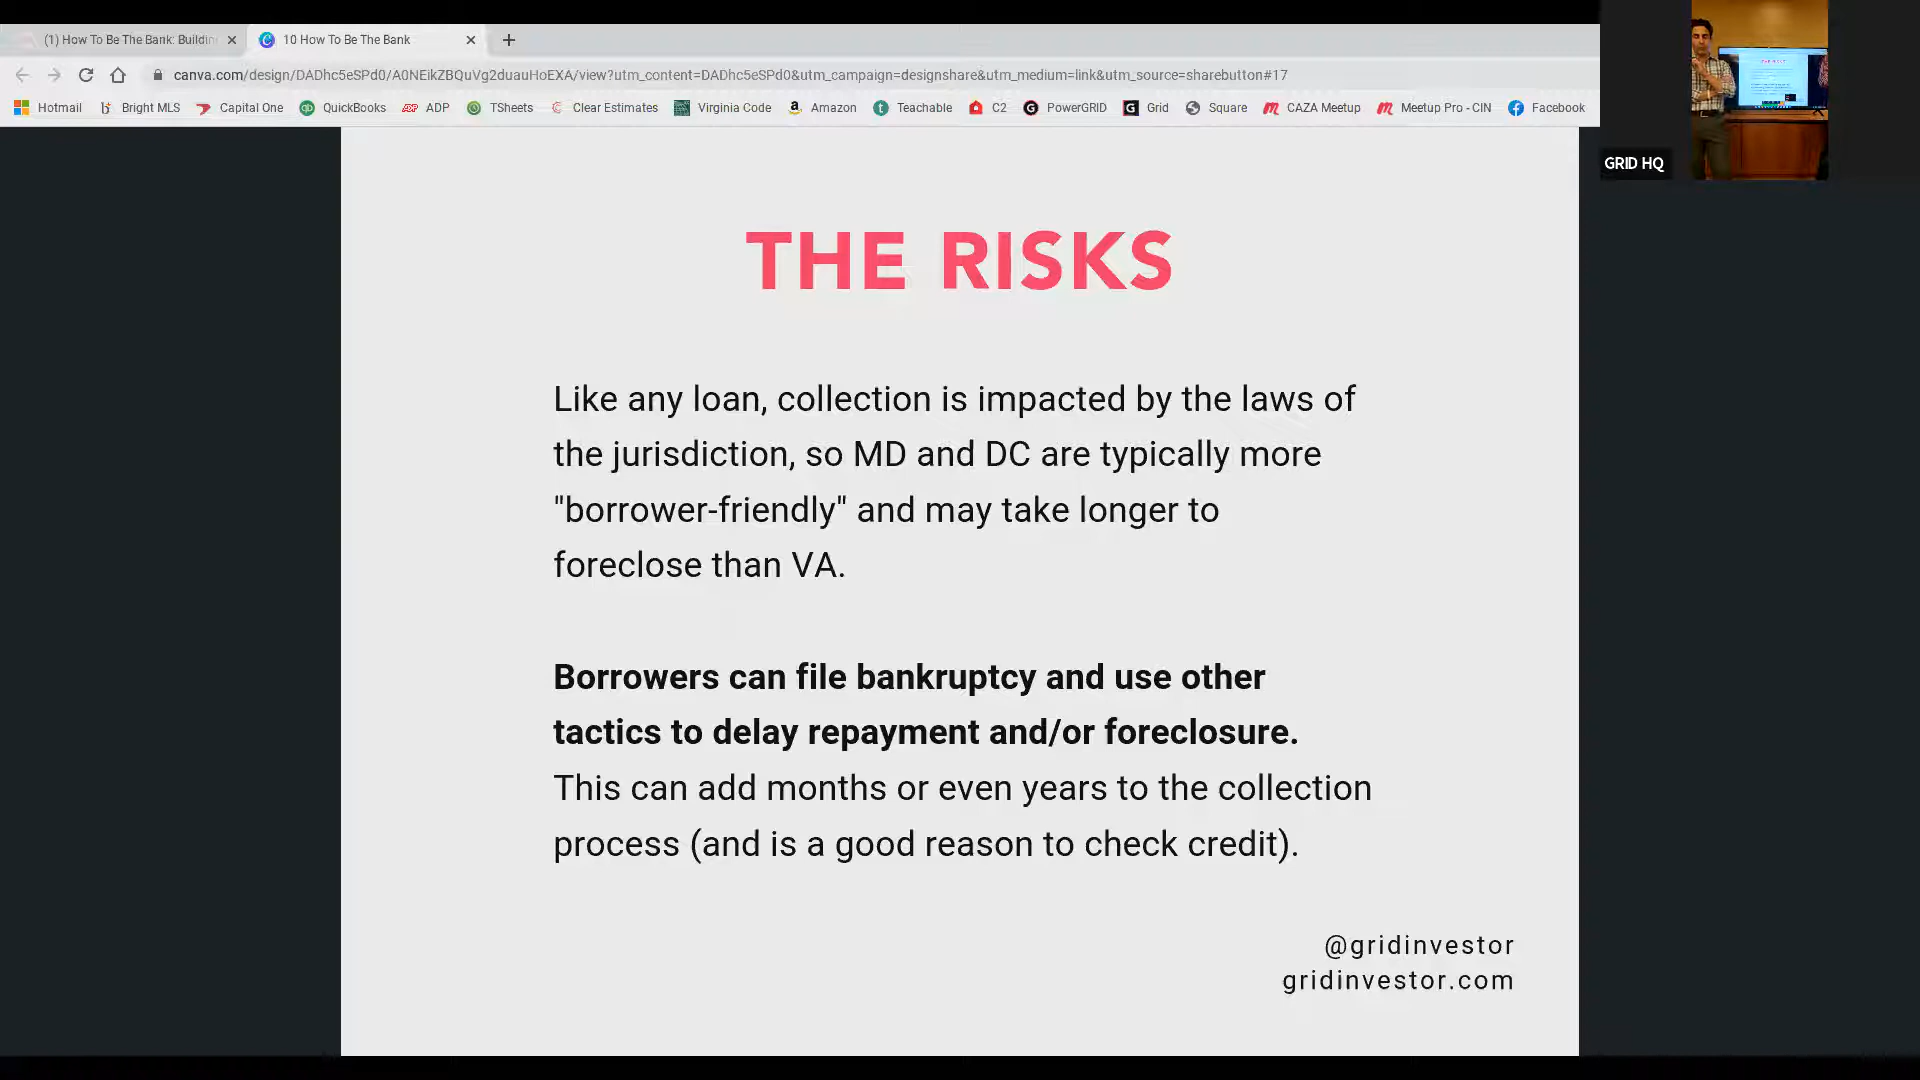 (1) How To Be The Bank: Buildin
10 How To Be The Bank
canva.com/design/DADhc5eSPd0/A0NEikZBQuVg2duauHoEXA/view?utm_content=DADhc5eSPd0&utm_campaign=designshare&utm_medium=link&utm_source=sharebutton#17
Hotmail Bright MLS Capital One QuickBooks ADP TSheets Clear Estimates Virginia Code Amazon Teachable C2 PowerGRID Grid Square CAZA Meetup Meetup Pro - CIN Facebook
GRID HQ
THE RISKS
Like any loan, collection is impacted by the laws of
the jurisdiction, so MD and DC are typically more
"borrower-friendly" and may take longer to
foreclose than VA.
Borrowers can file bankruptcy and use other
tactics to delay repayment and/or foreclosure.
This can add months or even years to the collection
process (and is a good reason to check credit).
@gridinvestor
gridinvestor.com